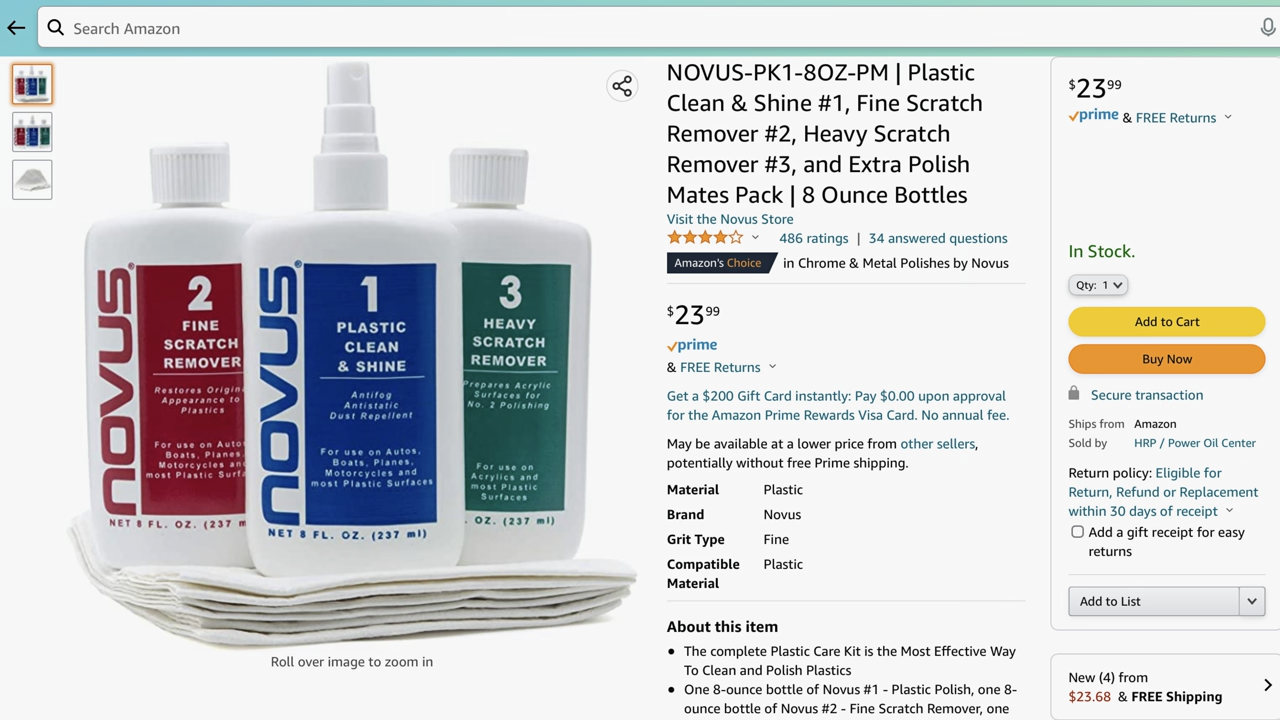 Search Amazon
NOVUS-PK1-8OZ-PM | Plastic
Clean & Shine #1, Fine Scratch
Remover #2, Heavy Scratch
Remover #3, and Extra Polish
Mates Pack | 8 Ounce Bottles
Visit the Novus Store
486 ratings | 34 answered questions
Amazon's Choice in Chrome & Metal Polishes by Novus
$23 99
prime
& FREE Returns
Get a $200 Gift Card instantly: Pay $0.00 upon approval
for the Amazon Prime Rewards Visa Card. No annual fee.
May be available at a lower price from other sellers,
potentially without free Prime shipping.
Material Plastic
Brand Novus
Grit Type Fine
Compatible Plastic
Material
About this item
• The complete Plastic Care Kit is the Most Effective Way
To Clean and Polish Plastics
• One 8-ounce bottle of Novus #1 - Plastic Polish, one 8-
ounce bottle of Novus #2 - Fine Scratch Remover, one
novus®
2
FINE
SCRATCH
REMOVER
Restores Origin
Appearance to
Plastics
For use on Autos
Boats, Planes,
Motorcycles and
most Plastic Surfa
NET 8 FL. OZ. (237 m
novus®
1
PLASTIC
CLEAN
& SHINE
Antifog
Antistatic
Dust Repellent
For use on Autos,
Boats, Planes,
Motorcycles and
most Plastic Surfaces
NET 8 FL. OZ. (237 ml)
3
HEAVY
SCRATCH
REMOVER
Prepares Acrylic
Surfaces for
No. 2 Polishing
For use on
Acrylics and
most Plastic
Surfaces
. OZ. (237 ml)
Roll over image to zoom in
$23 99
prime & FREE Returns
In Stock.
Qty: 1
Add to Cart
Buy Now
Secure transaction
Ships from Amazon
Sold by HRP / Power Oil Center
Return policy: Eligible for
Return, Refund or Replacement
within 30 days of receipt
Add a gift receipt for easy
returns
Add to List
New (4) from
$23.68 & FREE Shipping